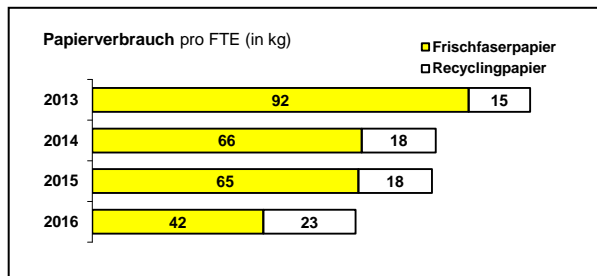 Papierverbrauch pro FTE (in kg)
Frischfaserpapier
Recyclingpapier
2013 92 15
2014 66 18
2015 65 18
2016 42 23